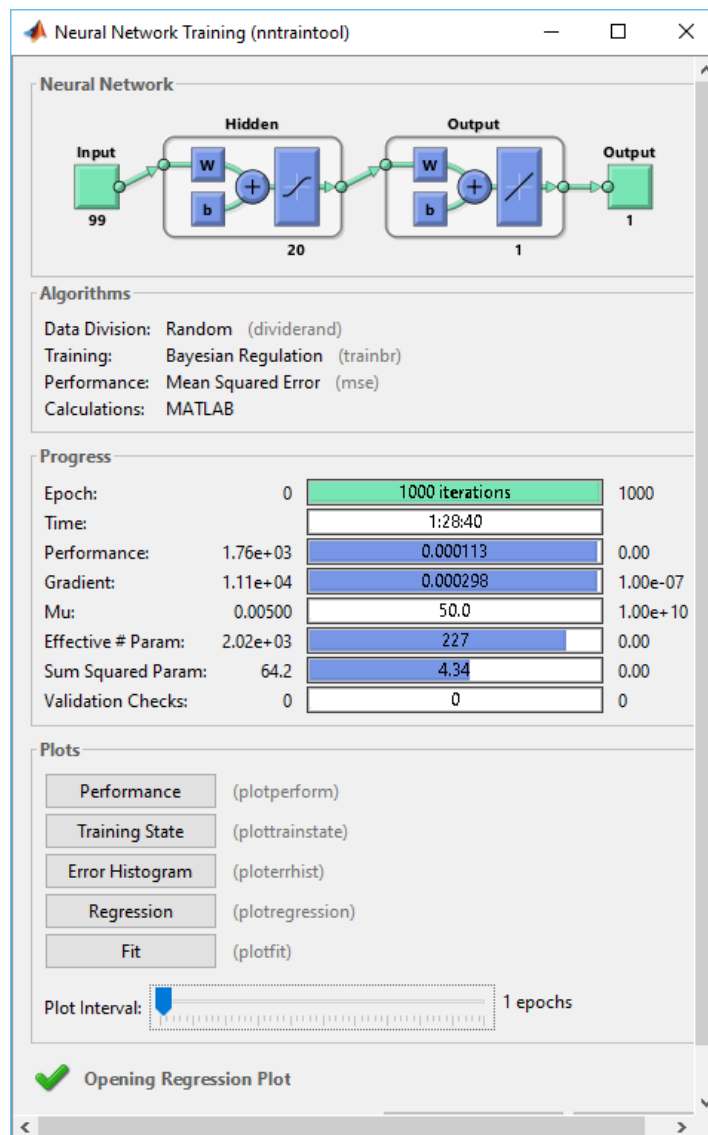 Neural Network Training (nntraintool)
Neural Network
Hidden Output
Input Output
W W
b b
99 20 1 1
Algorithms
Data Division: Random (dividerand)
Training: Bayesian Regulation (trainbr)
Performance: Mean Squared Error (mse)
Calculations: MATLAB
Progress
Epoch: 0 1000 iterations 1000
Time: 1:28:40
Performance: 1.76e+03 0.000113 0.00
Gradient: 1.11e+04 0.000298 1.00e-07
Mu: 0.00500 50.0 1.00e+10
Effective # Param: 2.02e+03 227 0.00
Sum Squared Param: 64.2 4.34 0.00
Validation Checks: 0 0 0
Plots
Performance (plotperform)
Training State (plottrainstate)
Error Histogram (ploterrhist)
Regression (plotregression)
Fit (plotfit)
Plot Interval: 1 epochs
Opening Regression Plot